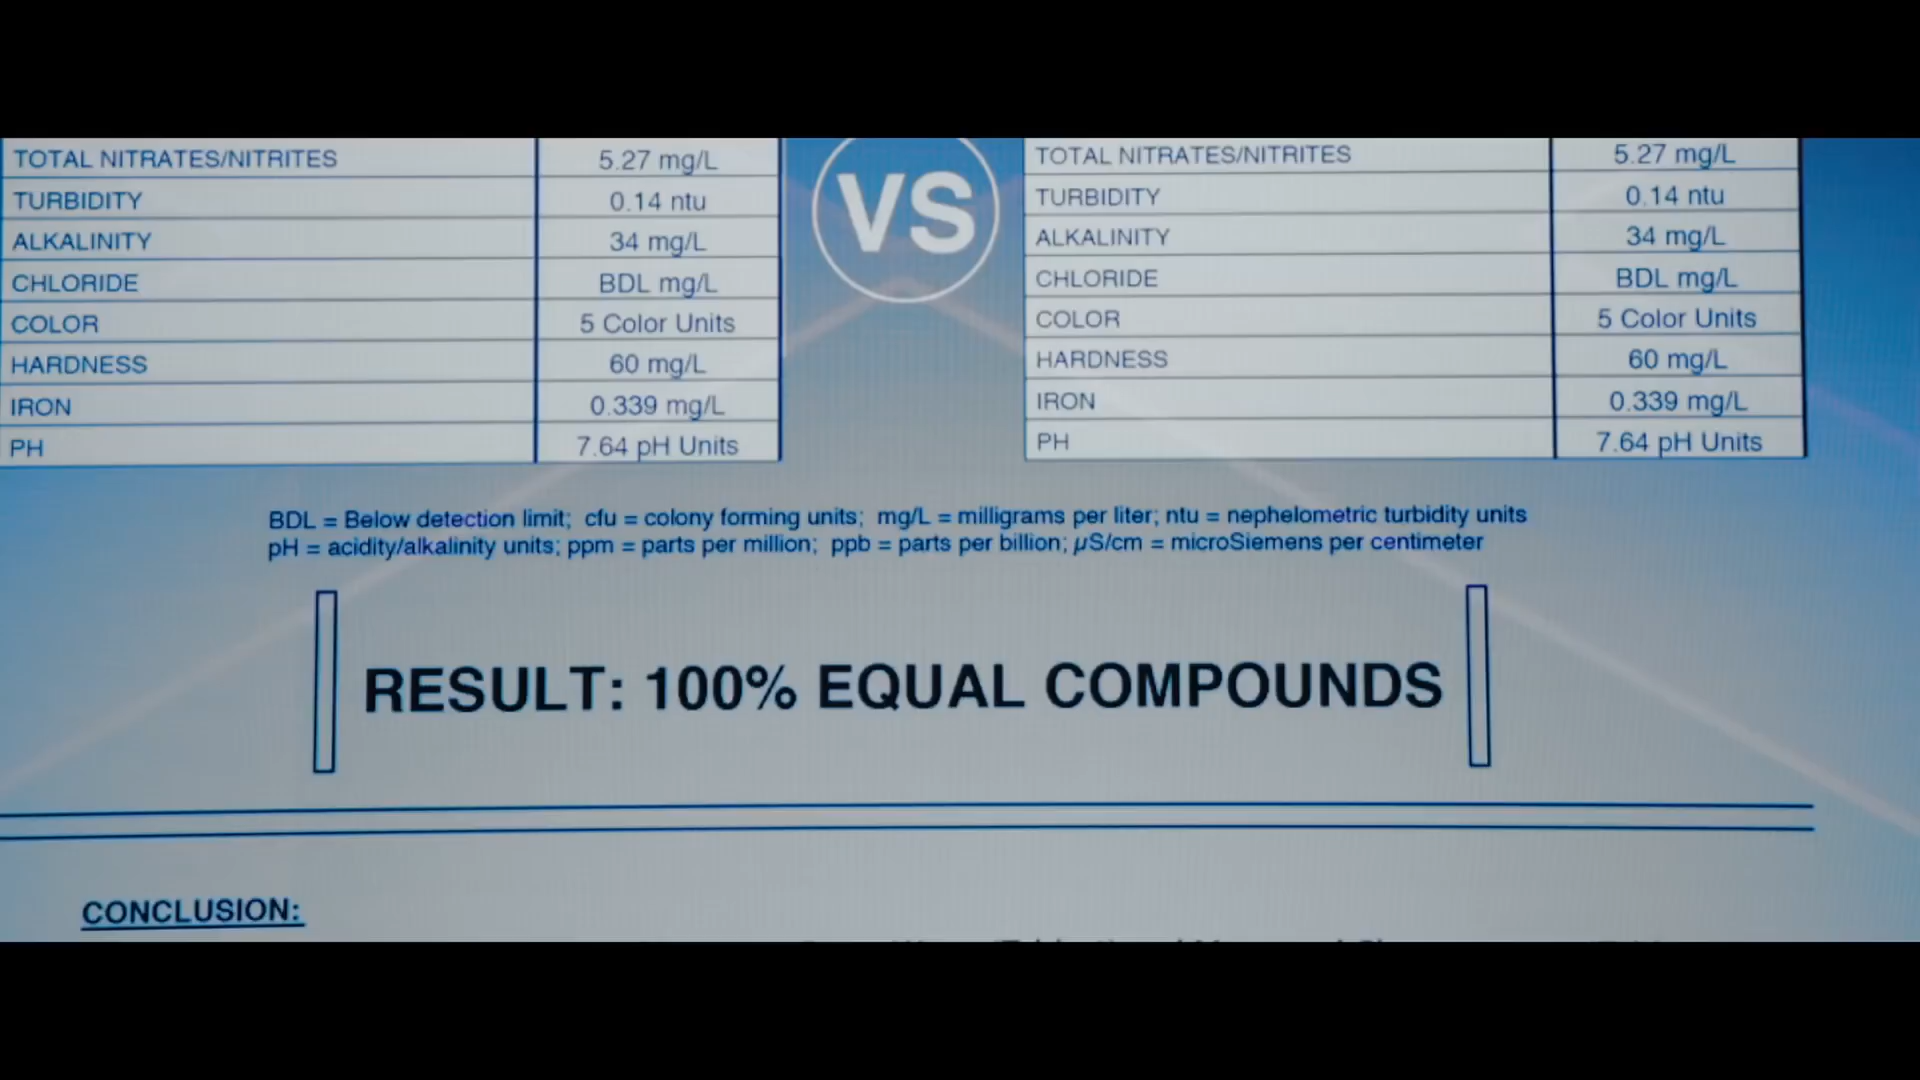 TOTAL NITRATES/NITRITES 5.27 mg/L
TURBIDITY 0.14 ntu
ALKALINITY 34 mg/L
CHLORIDE BDL mg/L
COLOR 5 Color Units
HARDNESS 60 mg/L
IRON 0.339 mg/L
PH 7.64 pH Units
VS
TOTAL NITRATES/NITRITES 5.27 mg/L
TURBIDITY 0.14 ntu
ALKALINITY 34 mg/L
CHLORIDE BDL mg/L
COLOR 5 Color Units
HARDNESS 60 mg/L
IRON 0.339 mg/L
PH 7.64 pH Units
BDL = Below detection limit; cfu = colony forming units; mg/L = milligrams per liter; ntu = nephelometric turbidity units
pH = acidity/alkalinity units; ppm = parts per million; ppb = parts per billion; µS/cm = microSiemens per centimeter
RESULT: 100% EQUAL COMPOUNDS
CONCLUSION: